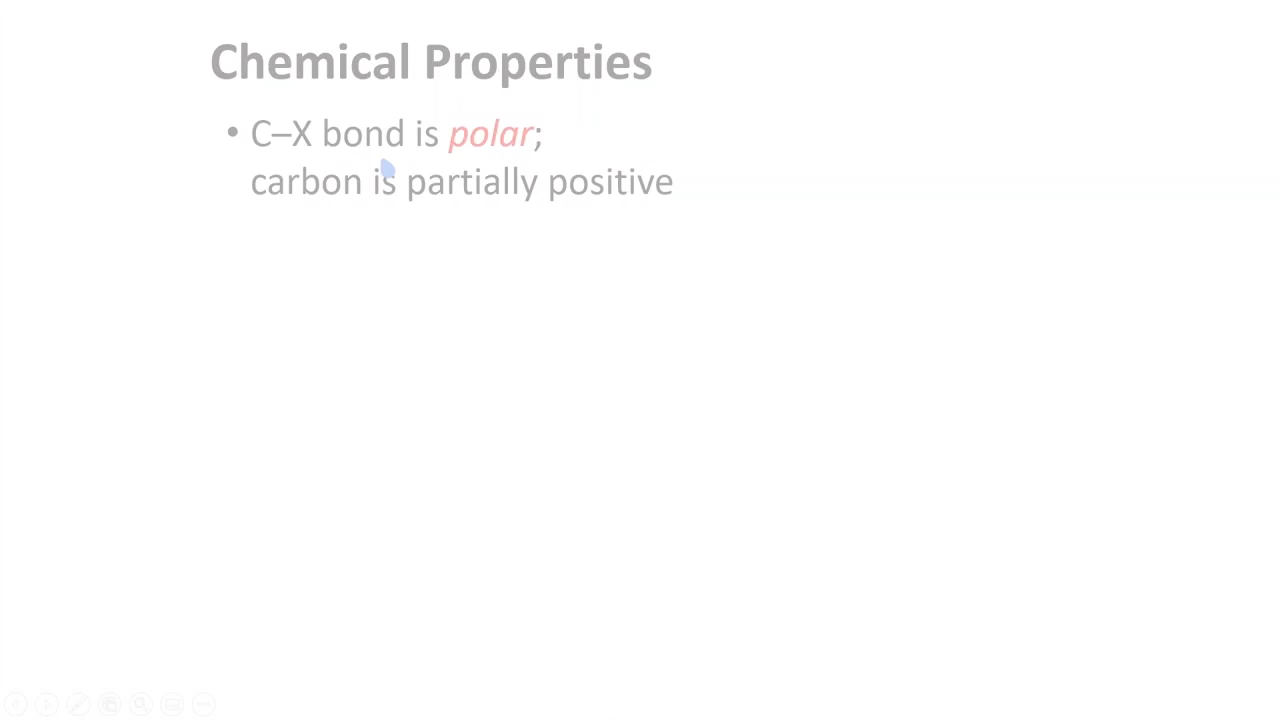 Chemical Properties
• C–X bond is polar;
carbon is partially positive